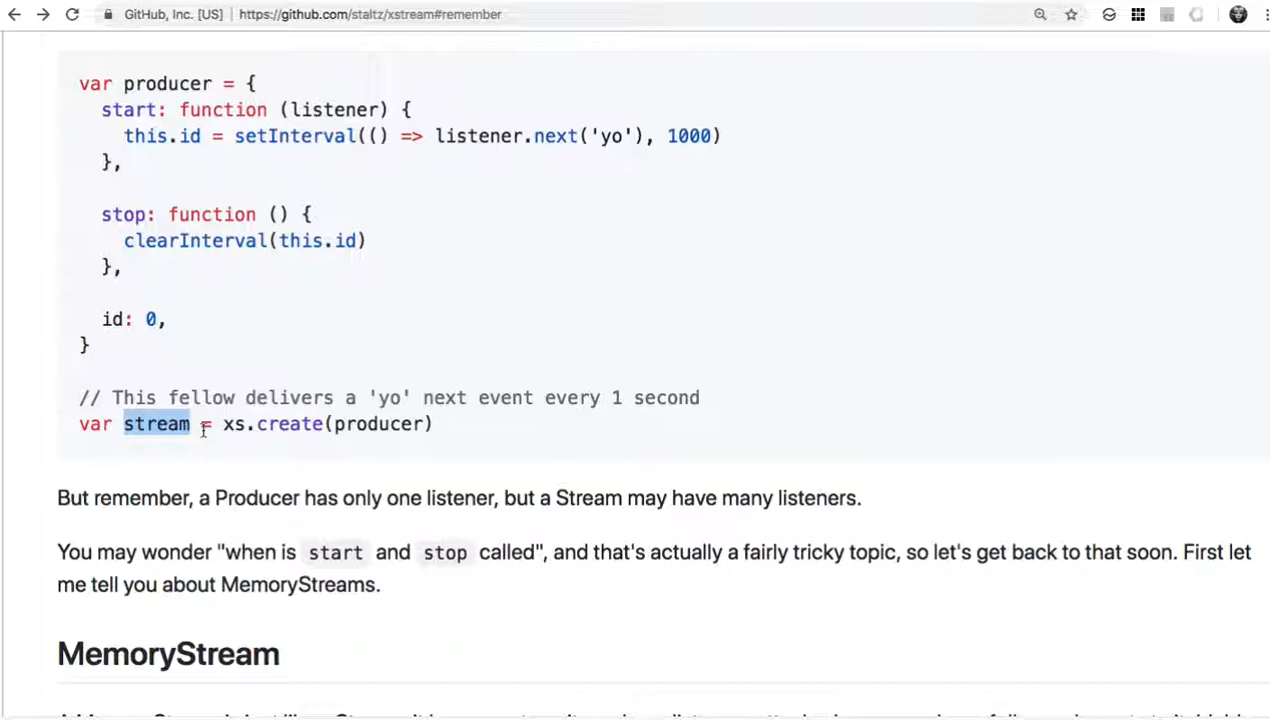 GitHub, Inc. [US] | https://github.com/staltz/xstream#remember
var producer = {
  start: function (listener) {
    this.id = setInterval(() => listener.next('yo'), 1000)
  },
  stop: function () {
    clearInterval(this.id)
  },
  id: 0,
}
// This fellow delivers a 'yo' next event every 1 second
var stream = xs.create(producer)
But remember, a Producer has only one listener, but a Stream may have many listeners.
You may wonder "when is start and stop called", and that's actually a fairly tricky topic, so let's get back to that soon. First let
me tell you about MemoryStreams.
MemoryStream